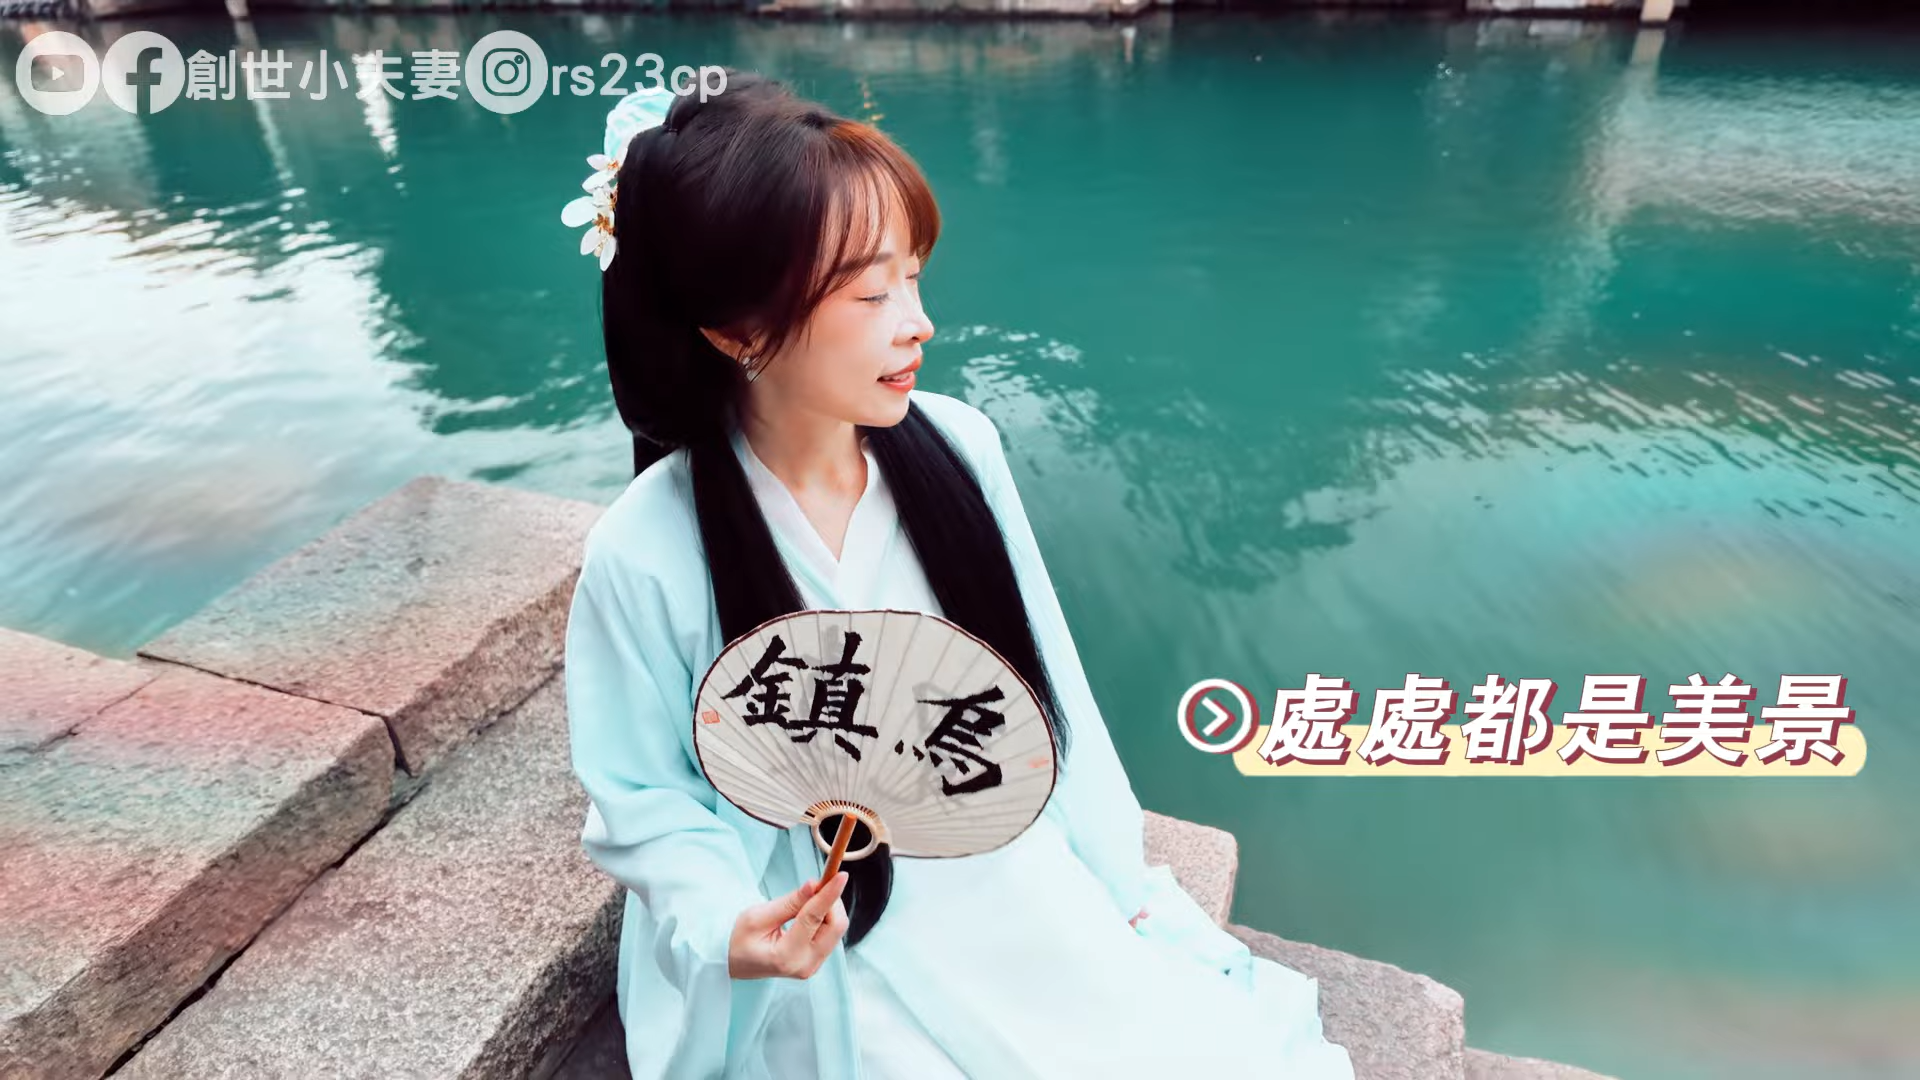 創世小夫妻 rs23cp
烏鎮
處處都是美景